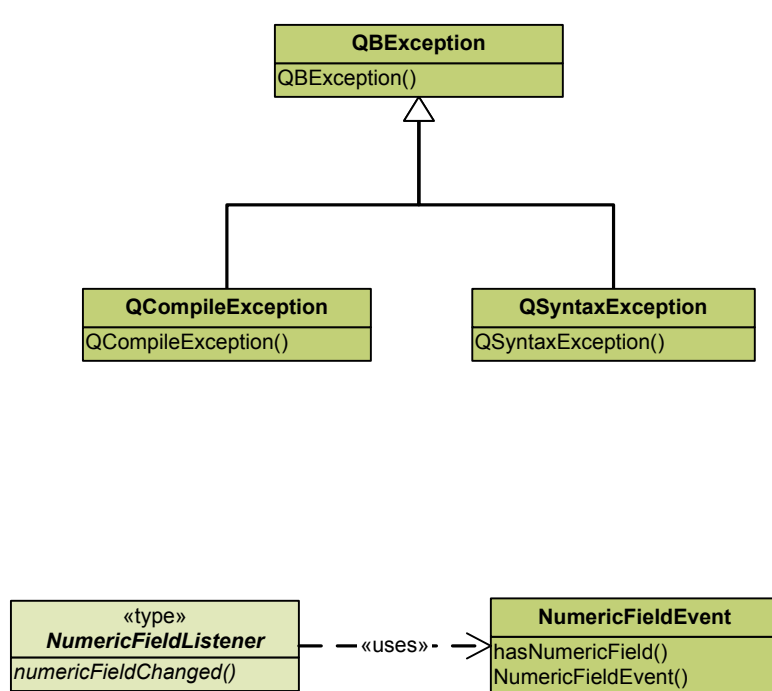 QBException
QBException()
QCompileException
QCompileException()
QSyntaxException
QSyntaxException()
«type»
NumericFieldListener
numericFieldChanged()
«uses»
NumericFieldEvent
hasNumericField()
NumericFieldEvent()